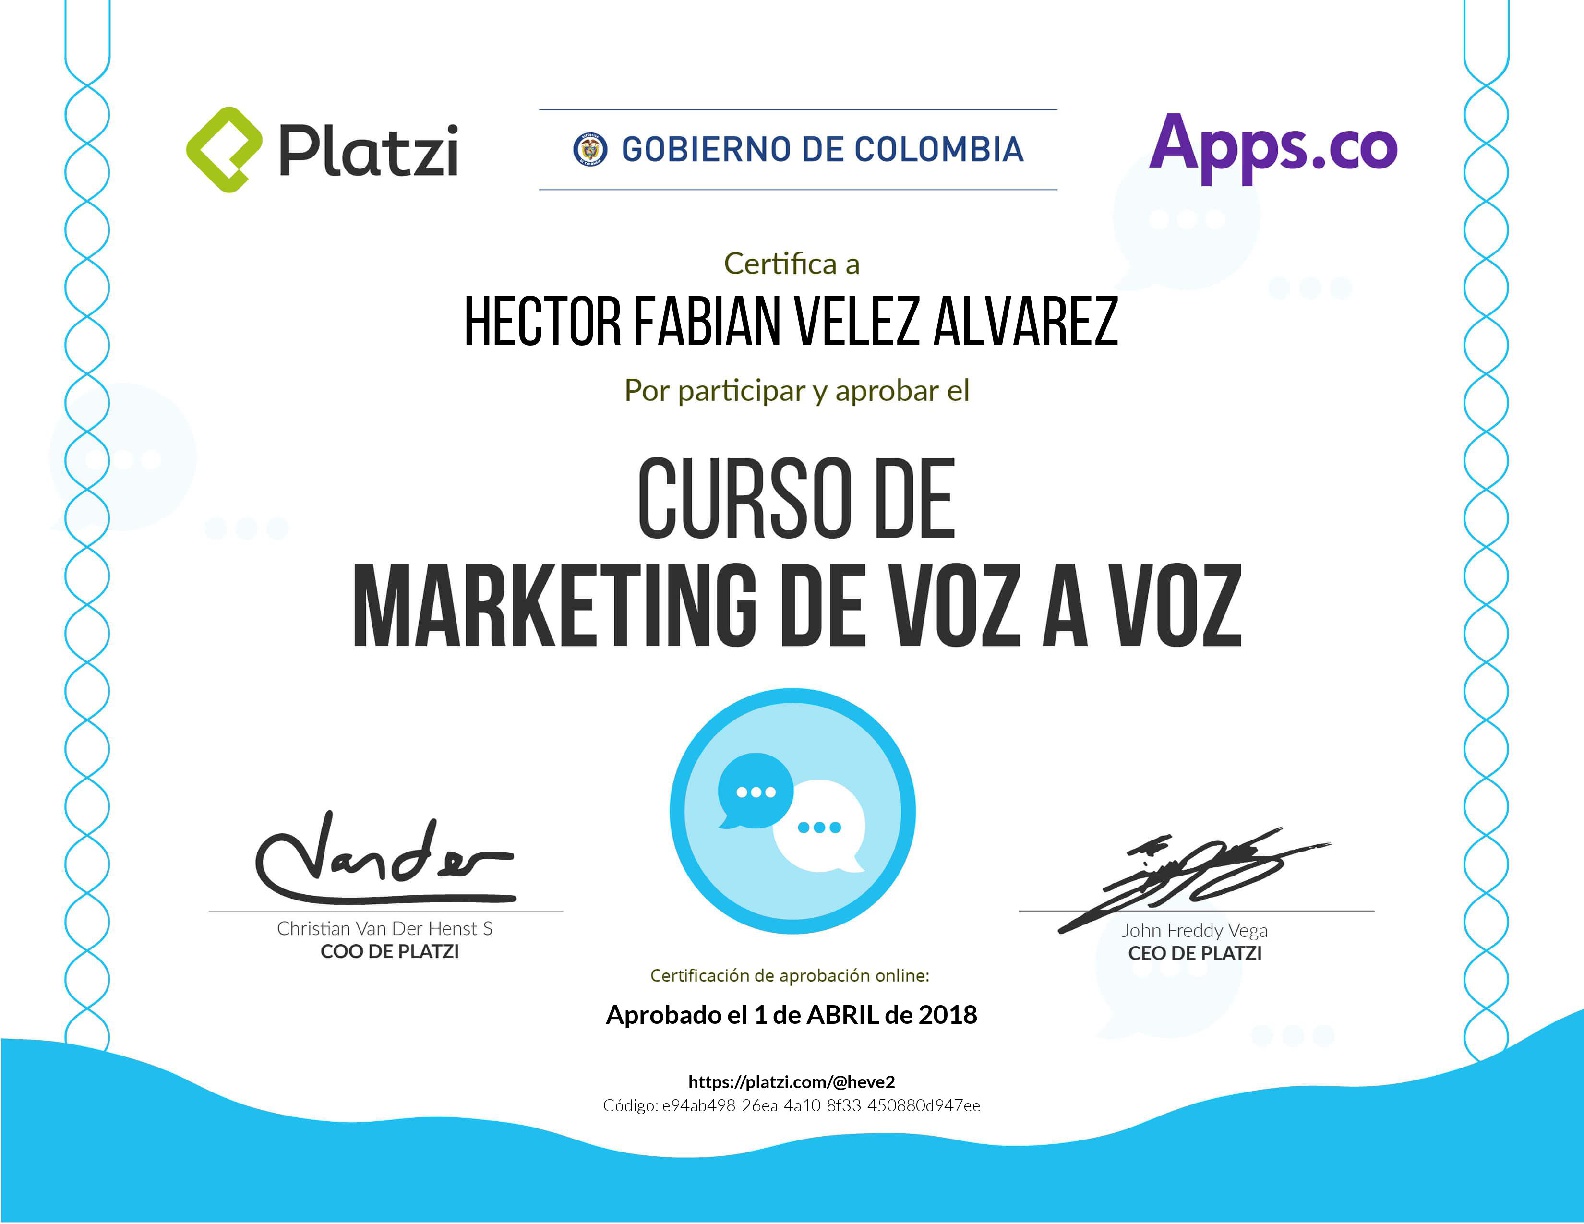 Platzi
GOBIERNO DE COLOMBIA
Apps.co
Certifica a
HECTOR FABIAN VELEZ ALVAREZ
Por participar y aprobar el
CURSO DE
MARKETING DE VOZ A VOZ
Vander
Christian Van Der Henst S
COO DE PLATZI
John Freddy Vega
CEO DE PLATZI
Certificación de aprobación online:
Aprobado el 1 de ABRIL de 2018
https://platzi.com/@heve2
Código: e94ab498-26ea-4a10-8f33-450880d947ee